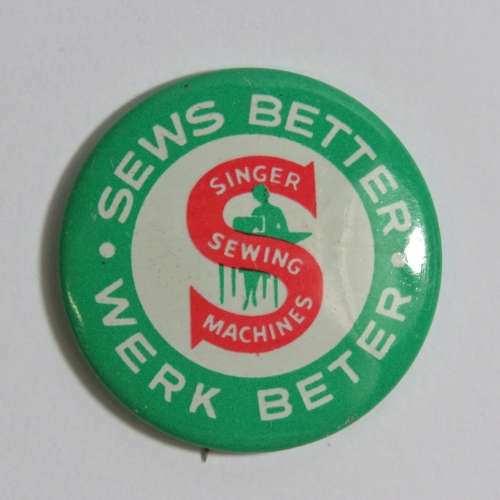 SEWS BETTER
SINGER
SEWING
MACHINES
WERK BETER